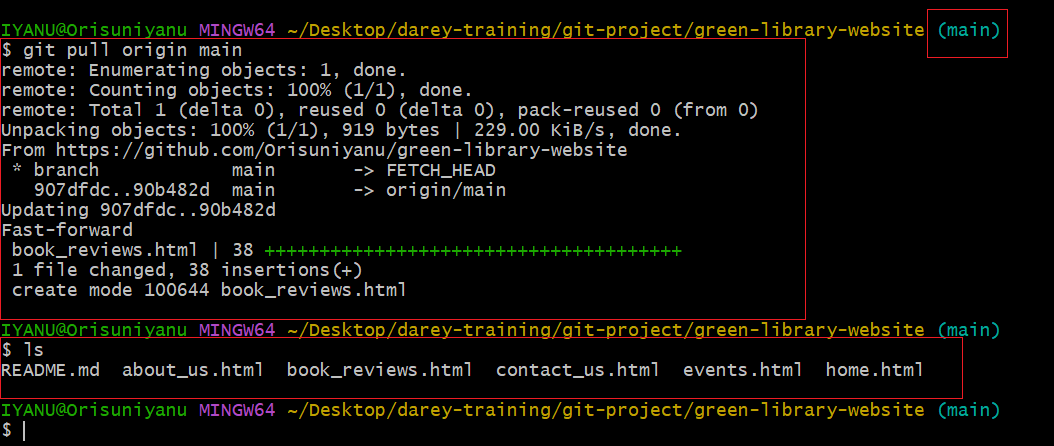 IYANU@Orisuniyanu MINGW64 ~/Desktop/darey-training/git-project/green-library-website (main)
$ git pull origin main
remote: Enumerating objects: 1, done.
remote: Counting objects: 100% (1/1), done.
remote: Total 1 (delta 0), reused 0 (delta 0), pack-reused 0 (from 0)
Unpacking objects: 100% (1/1), 919 bytes | 229.00 KiB/s, done.
From https://github.com/Orisuniyanu/green-library-website
 * branch            main       -> FETCH_HEAD
   907dfdc..90b482d  main       -> origin/main
Updating 907dfdc..90b482d
Fast-forward
 book_reviews.html | 38 ++++++++++++++++++++++++++++++++++++++
 1 file changed, 38 insertions(+)
 create mode 100644 book_reviews.html
IYANU@Orisuniyanu MINGW64 ~/Desktop/darey-training/git-project/green-library-website (main)
$ ls
README.md  about_us.html  book_reviews.html  contact_us.html  events.html  home.html
IYANU@Orisuniyanu MINGW64 ~/Desktop/darey-training/git-project/green-library-website (main)
$